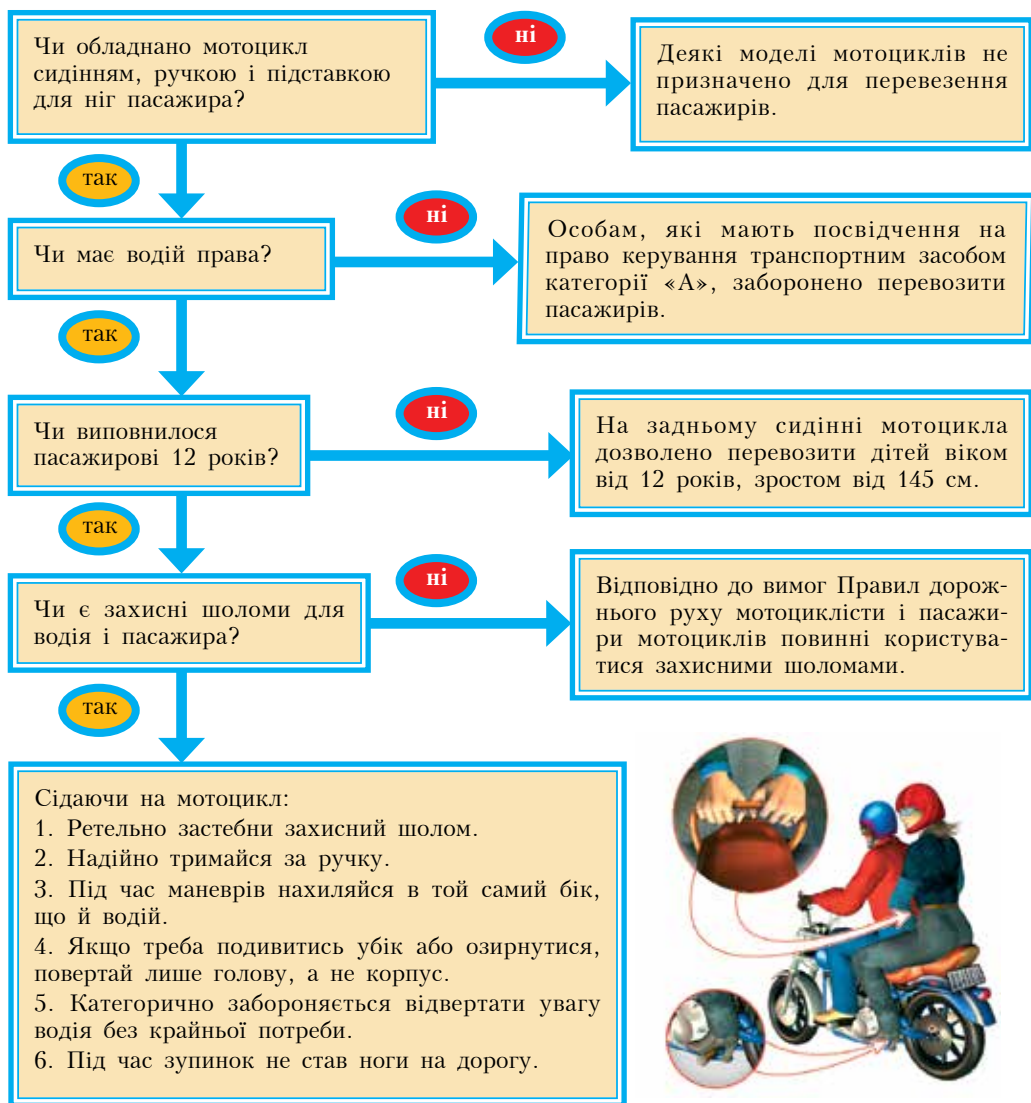 Чи обладнано мотоцикл
сидінням, ручкою і підставкою
для ніг пасажира?
ні
Деякі моделі мотоциклів не
призначено для перевезення
пасажирів.
так
Чи має водій права?
ні
Особам, які мають посвідчення на
право керування транспортним засобом
категорії «А», заборонено перевозити
пасажирів.
так
Чи виповнилося
пасажирові 12 років?
ні
На задньому сидінні мотоцикла
дозволено перевозити дітей віком
від 12 років, зростом від 145 см.
так
Чи є захисні шоломи для
водія і пасажира?
ні
Відповідно до вимог Правил дорож-
нього руху мотоциклісти і пасажи-
ри мотоциклів повинні користува-
тися захисними шоломами.
так
Сідаючи на мотоцикл:
1. Ретельно застебни захисний шолом.
2. Надійно тримайся за ручку.
3. Під час маневрів нахиляйся в той самий бік,
що й водій.
4. Якщо треба подивитись убік або озирнутися,
повертай лише голову, а не корпус.
5. Категорично забороняється відвертати увагу
водія без крайньої потреби.
6. Під час зупинок не став ноги на дорогу.